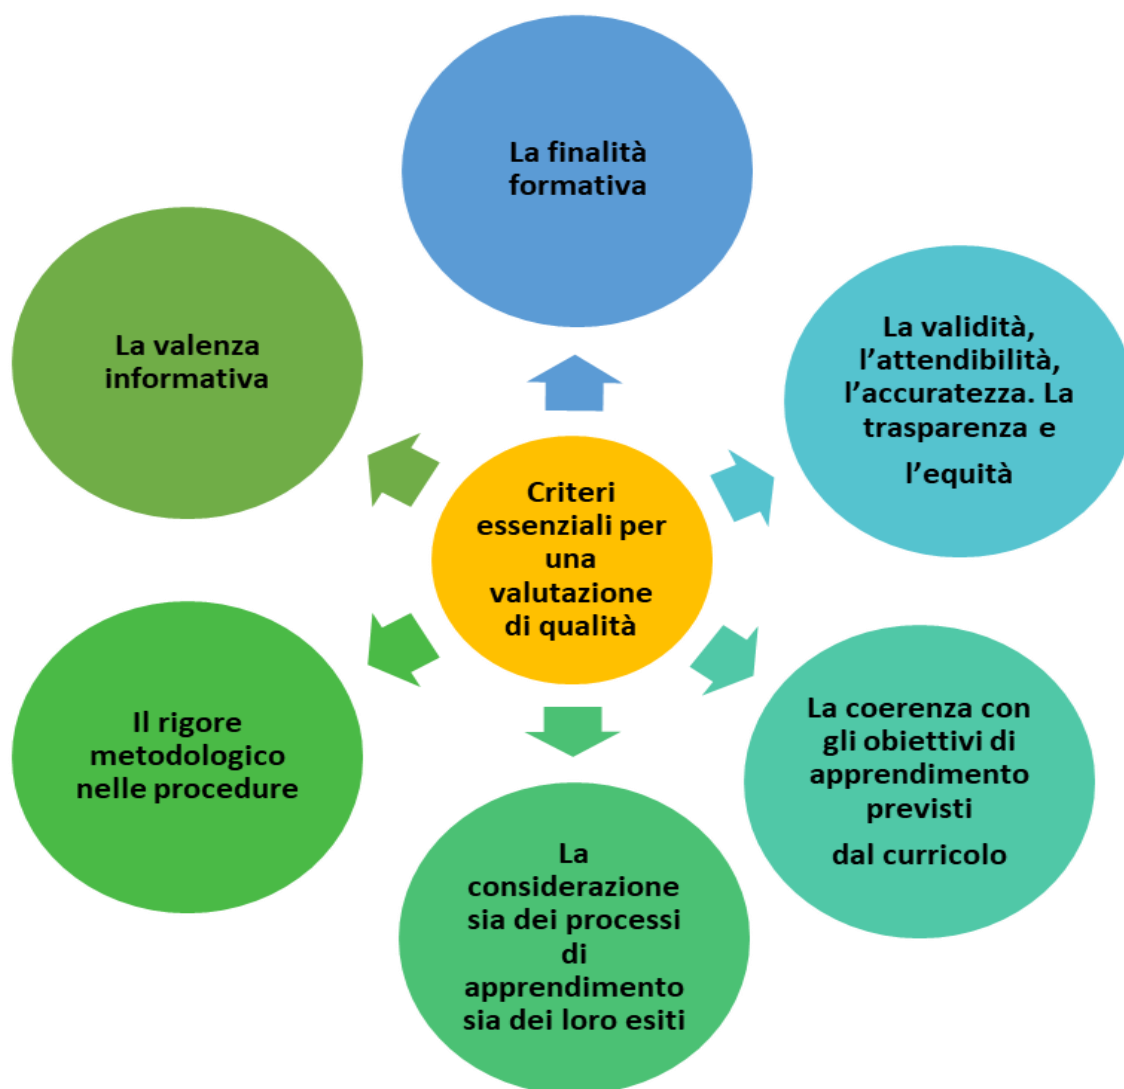 La finalità
formativa
La validità,
l’attendibilità,
l’accuratezza. La
trasparenza e
l’equità
La coerenza con
gli obiettivi di
apprendimento
previsti
dal curricolo
La
considerazione
sia dei processi
di
apprendimento
sia dei loro esiti
Il rigore
metodologico
nelle procedure
La valenza
informativa
Criteri
essenziali per
una
valutazione
di qualità